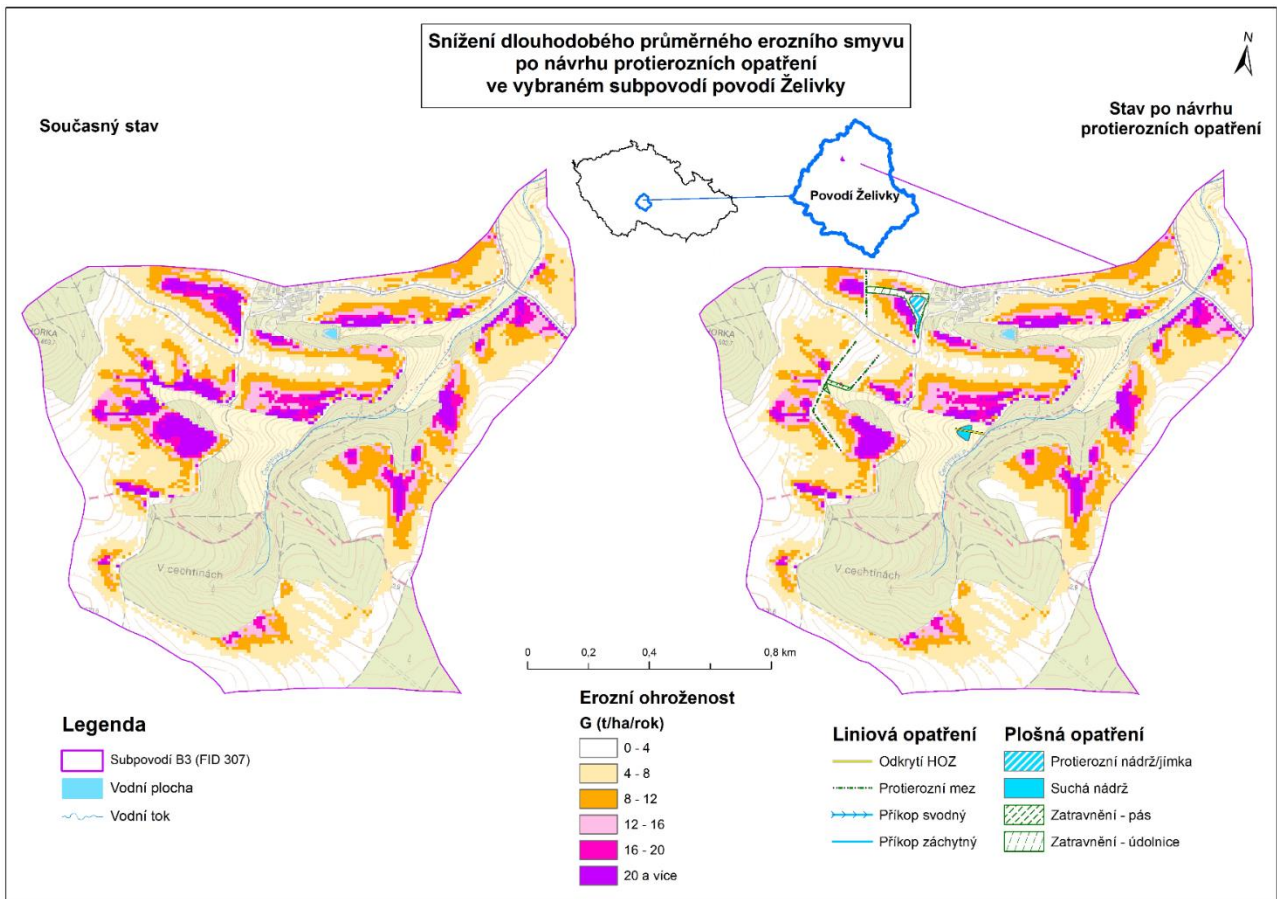 Snížení dlouhodobého průměrného erozního smyvu
po návrhu protierozních opatření
ve vybraném subpovodí povodí Želivky
N
Současný stav
Stav po návrhu
protierozních opatření
Povodí Želivky
HORKA
V cechtínách
V cechtínách
0 0,2 0,4 0,8 km
Legenda
Subpovodí B3 (FID 307)
Vodní plocha
Vodní tok
Erozní ohroženost
G (t/ha/rok)
0 - 4
4 - 8
8 - 12
12 - 16
16 - 20
20 a více
Liniová opatření
Odkrytí HOZ
Protierozní mez
Příkop svodný
Příkop záchytný
Plošná opatření
Protierozní nádrž/jímka
Suchá nádrž
Zatravnění - pás
Zatravnění - údolnice